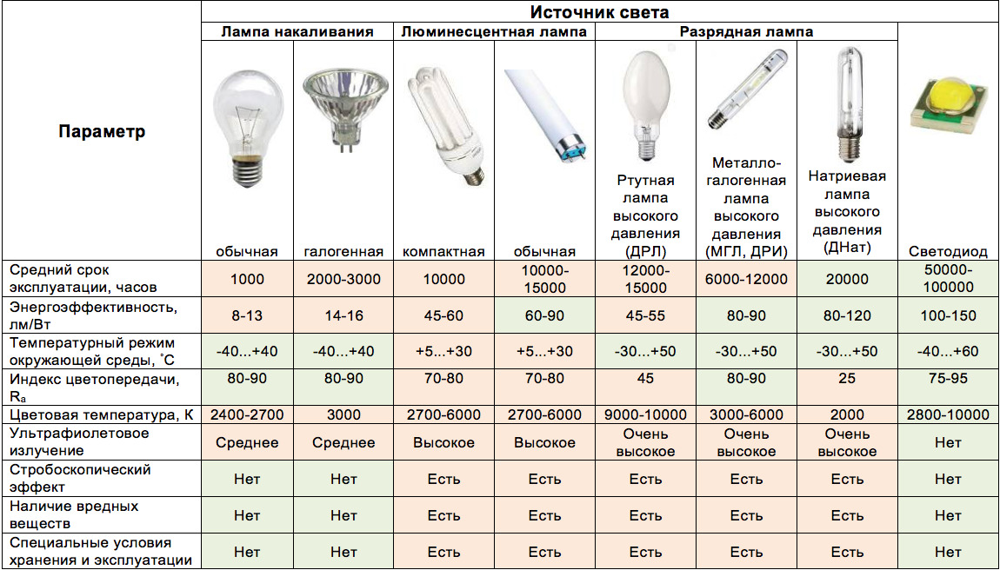 Источник света
Лампа накаливания Люминесцентная лампа Разрядная лампа
Параметр
обычная
галогенная
компактная
обычная
Ртутная
лампа
высокого
давления
(ДРЛ)
Металло-
галогенная
лампа
высокого
давления
(МГЛ, ДРИ)
Натриевая
лампа
высокого
давления
(ДНат)
Светодиод
Средний срок
эксплуатации, часов
1000
2000-3000
10000
10000-
15000
12000-
15000
6000-12000
20000
50000-
100000
Энергоэффективность,
лм/Вт
8-13
14-16
45-60
60-90
45-55
80-90
80-120
100-150
Температурный режим
окружающей среды, ˚С
-40...+40
-40...+40
+5...+30
+5...+30
-30...+50
-30...+50
-30...+50
-40...+60
Индекс цветопередачи,
Rₐ
80-90
80-90
70-80
70-80
45
80-90
25
75-95
Цветовая температура, К
2400-2700
3000
2700-6000
2700-6000
9000-10000
3000-6000
2000
2800-10000
Ультрафиолетовое
излучение
Среднее
Среднее
Высокое
Высокое
Очень
высокое
Очень
высокое
Очень
высокое
Нет
Стробоскопический
эффект
Нет
Нет
Есть
Есть
Есть
Есть
Есть
Нет
Наличие вредных
веществ
Нет
Нет
Есть
Есть
Есть
Есть
Есть
Нет
Специальные условия
хранения и эксплуатации
Нет
Нет
Есть
Есть
Есть
Есть
Есть
Нет